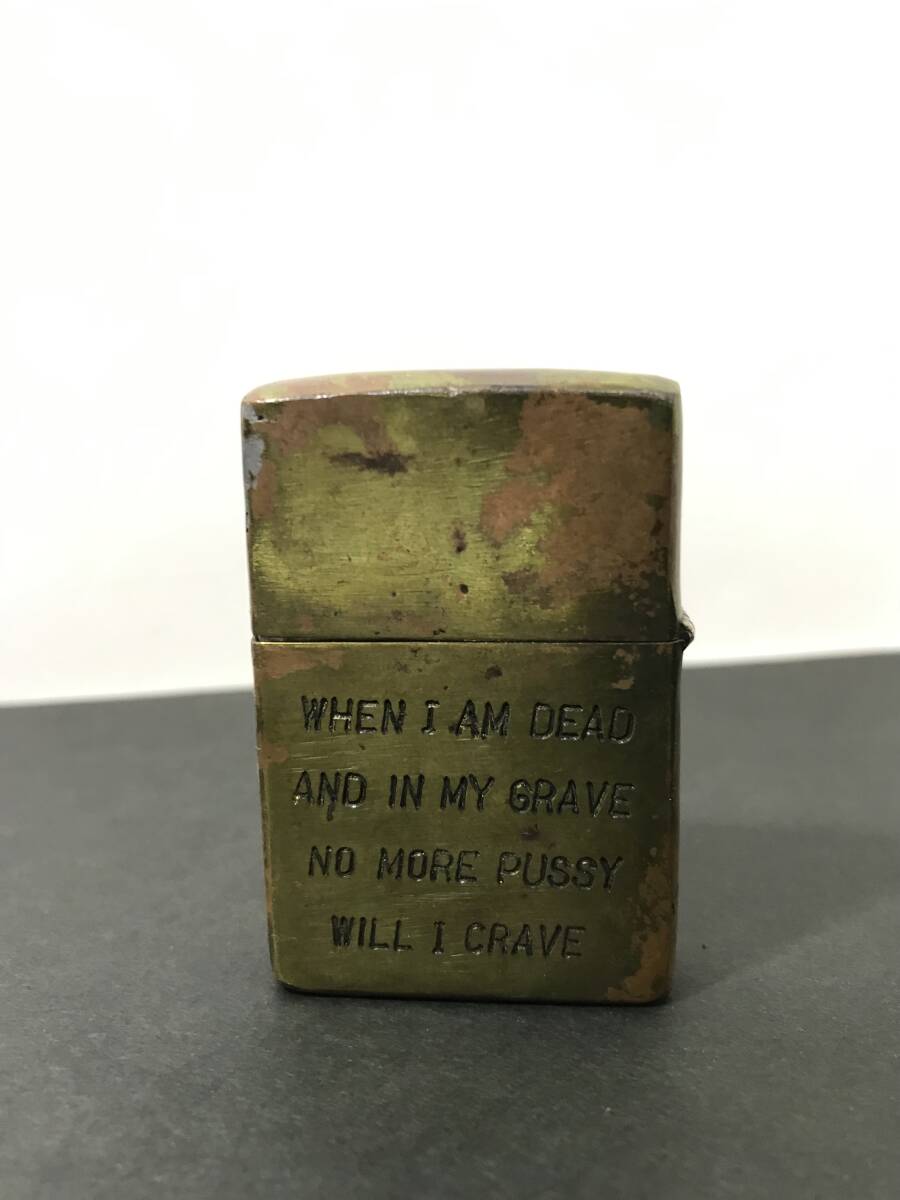 WHEN I AM DEAD
AND IN MY GRAVE
NO MORE PUSSY
WILL I CRAVE